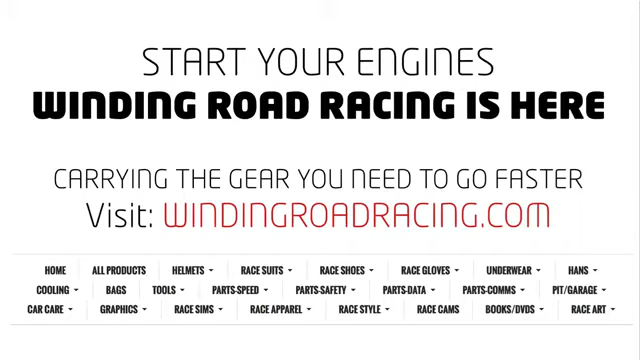 START YOUR ENGINES
WINDING ROAD RACING IS HERE
CARRYING THE GEAR YOU NEED TO GO FASTER
Visit: WINDINGROADRACING.COM
HOME ALL PRODUCTS HELMETS RACE SUITS RACE SHOES RACE GLOVES UNDERWEAR HANS
COOLING BAGS TOOLS PARTS-SPEED PARTS-SAFETY PARTS-DATA PARTS-COMMS PIT/GARAGE
CAR CARE GRAPHICS RACE SIMS RACE APPAREL RACE STYLE RACE CAMS BOOKS/DVDS RACE ART